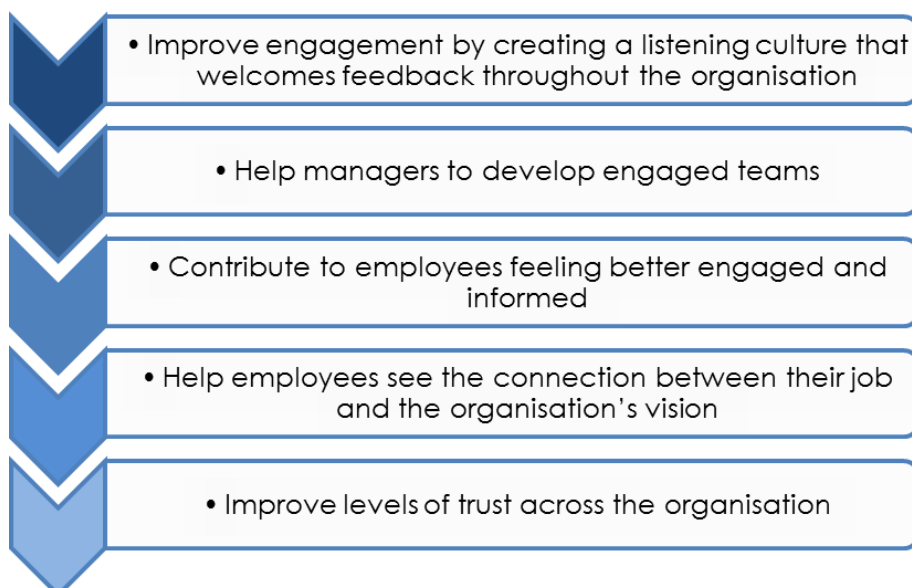 • Improve engagement by creating a listening culture that
welcomes feedback throughout the organisation
• Help managers to develop engaged teams
• Contribute to employees feeling better engaged and
informed
• Help employees see the connection between their job
and the organisation’s vision
• Improve levels of trust across the organisation